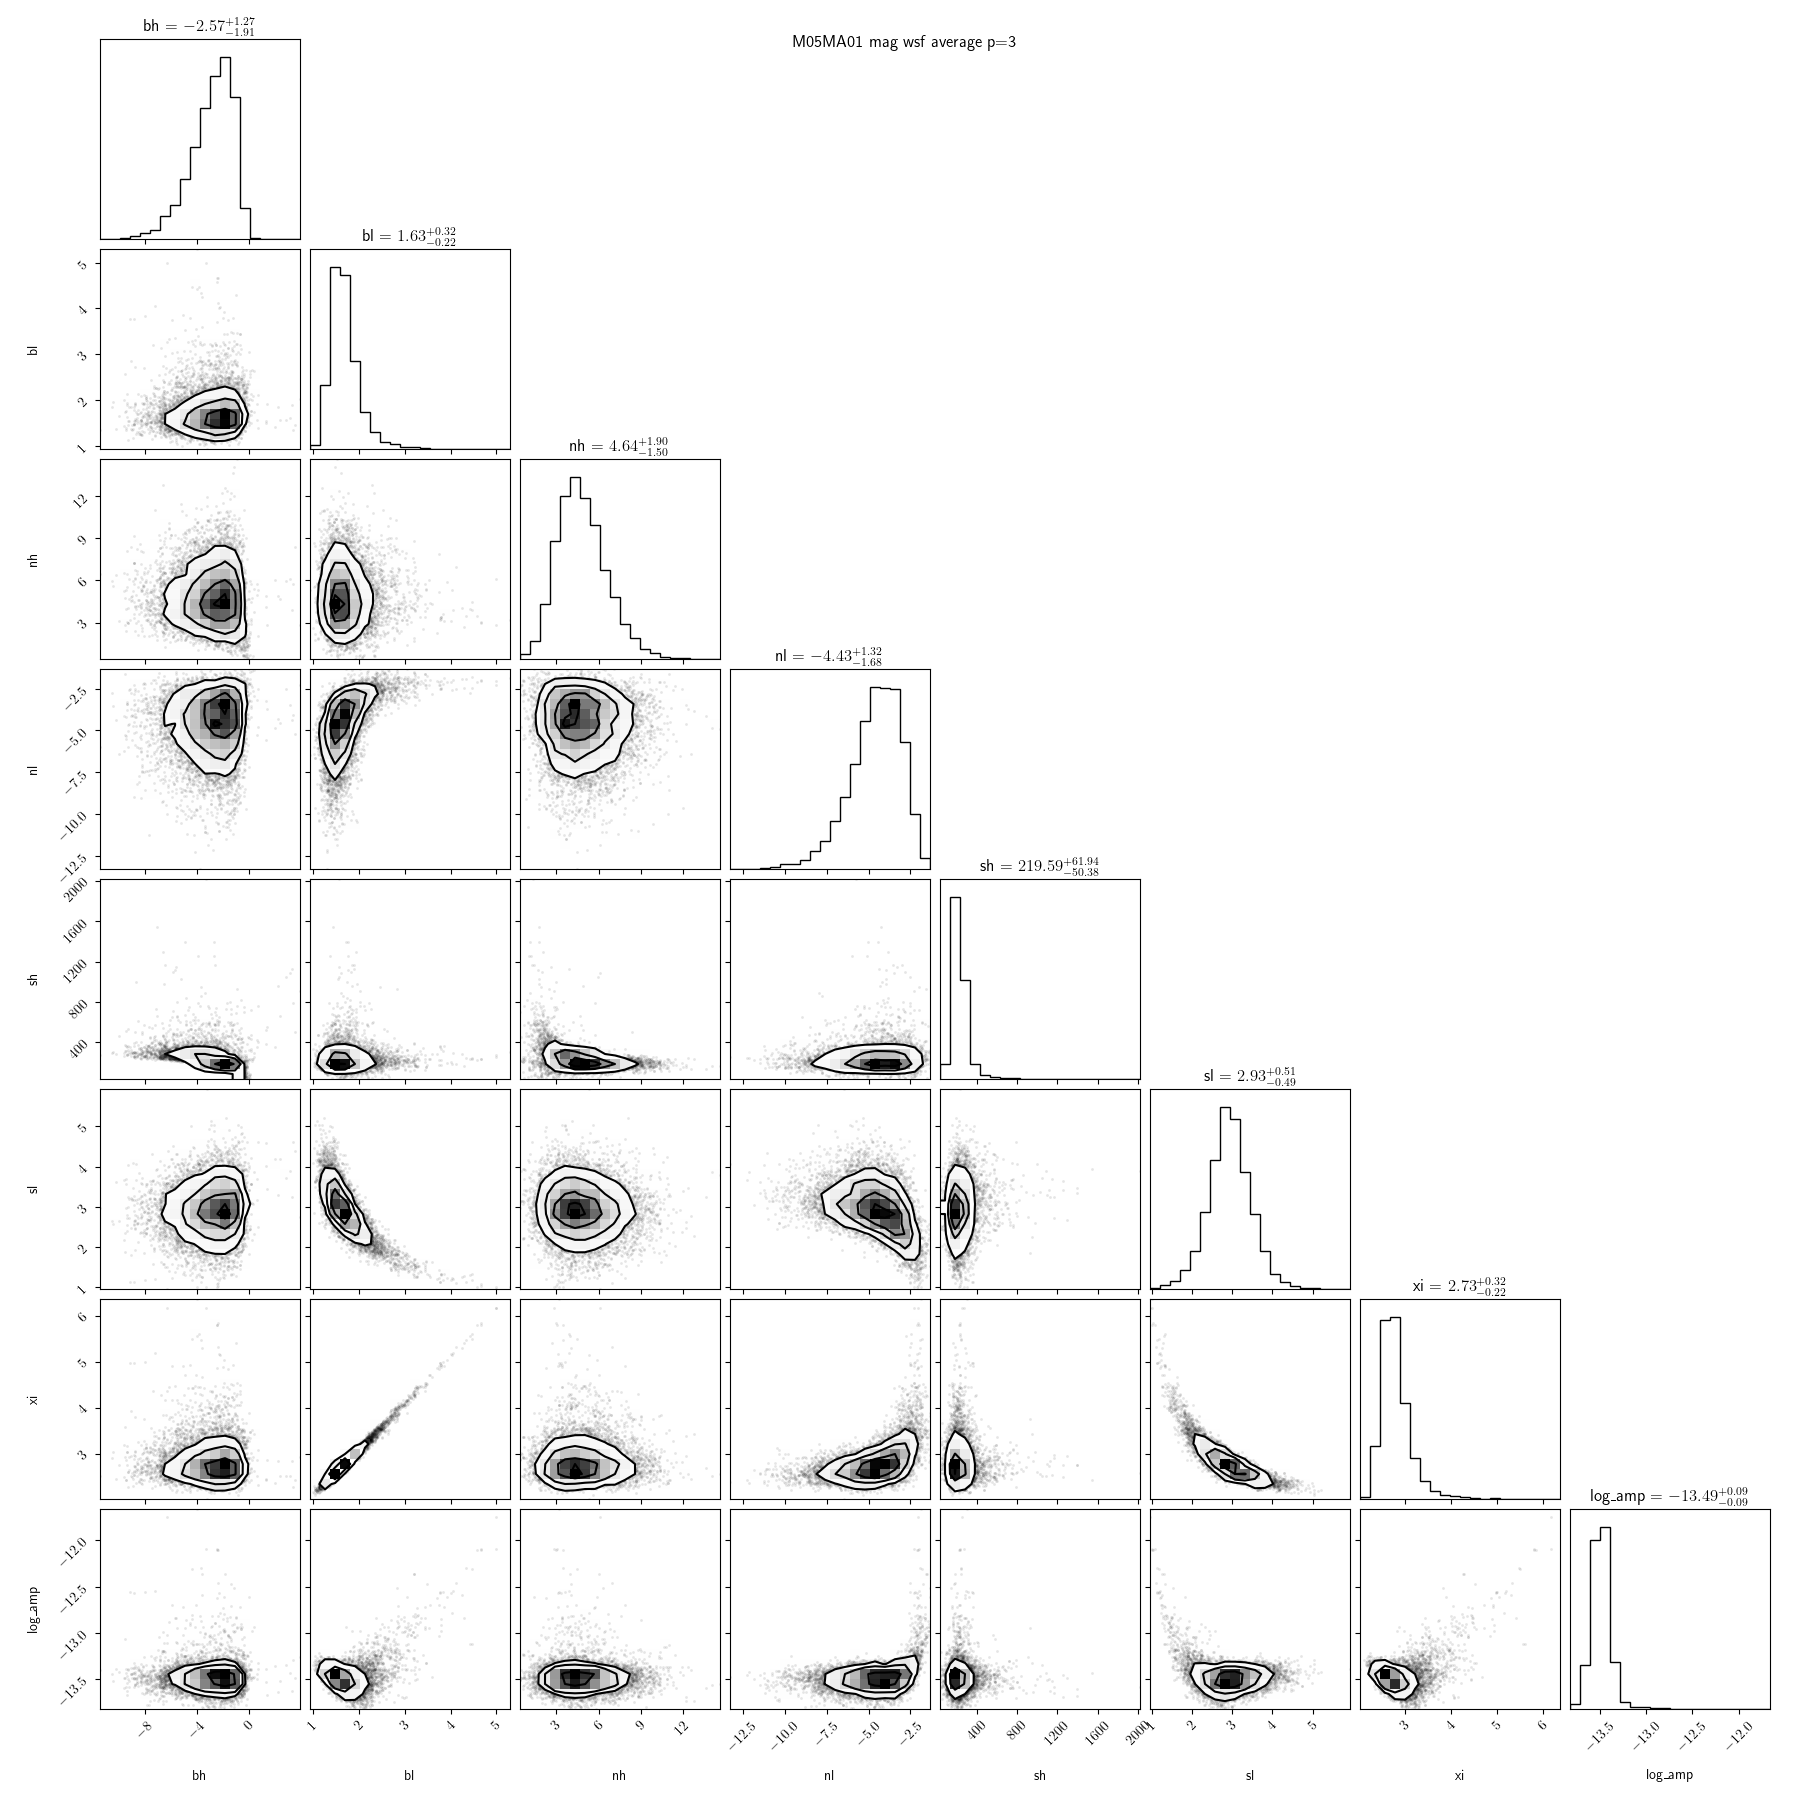 M05MA01 mag wsf average p=3
bh = −2.57+1.27−1.91
bl = 1.63+0.32−0.22
nh = 4.64+1.90−1.50
nl = −4.43+1.32−1.68
sh = 219.59+61.94−50.38
sl = 2.93+0.51−0.49
xi = 2.73+0.32−0.22
log_amp = −13.49+0.09−0.09
bl
5
4
3
2
1
nh
12
9
6
3
nl
−2.5
−5.0
−7.5
−10.0
−12.5
sh
2000
1600
1200
800
400
sl
5
4
3
2
1
xi
6
5
4
3
log_amp
−12.0
−12.5
−13.0
−13.5
−8 −4 0
1 2 3 4 5
3 6 9 12
−12.5 −10.0 −7.5 −5.0 −2.5
400 800 1200 1600 2000
1 2 3 4 5
3 4 5 6
−13.5 −13.0 −12.5 −12.0
bh bl nh nl sh sl xi log_amp